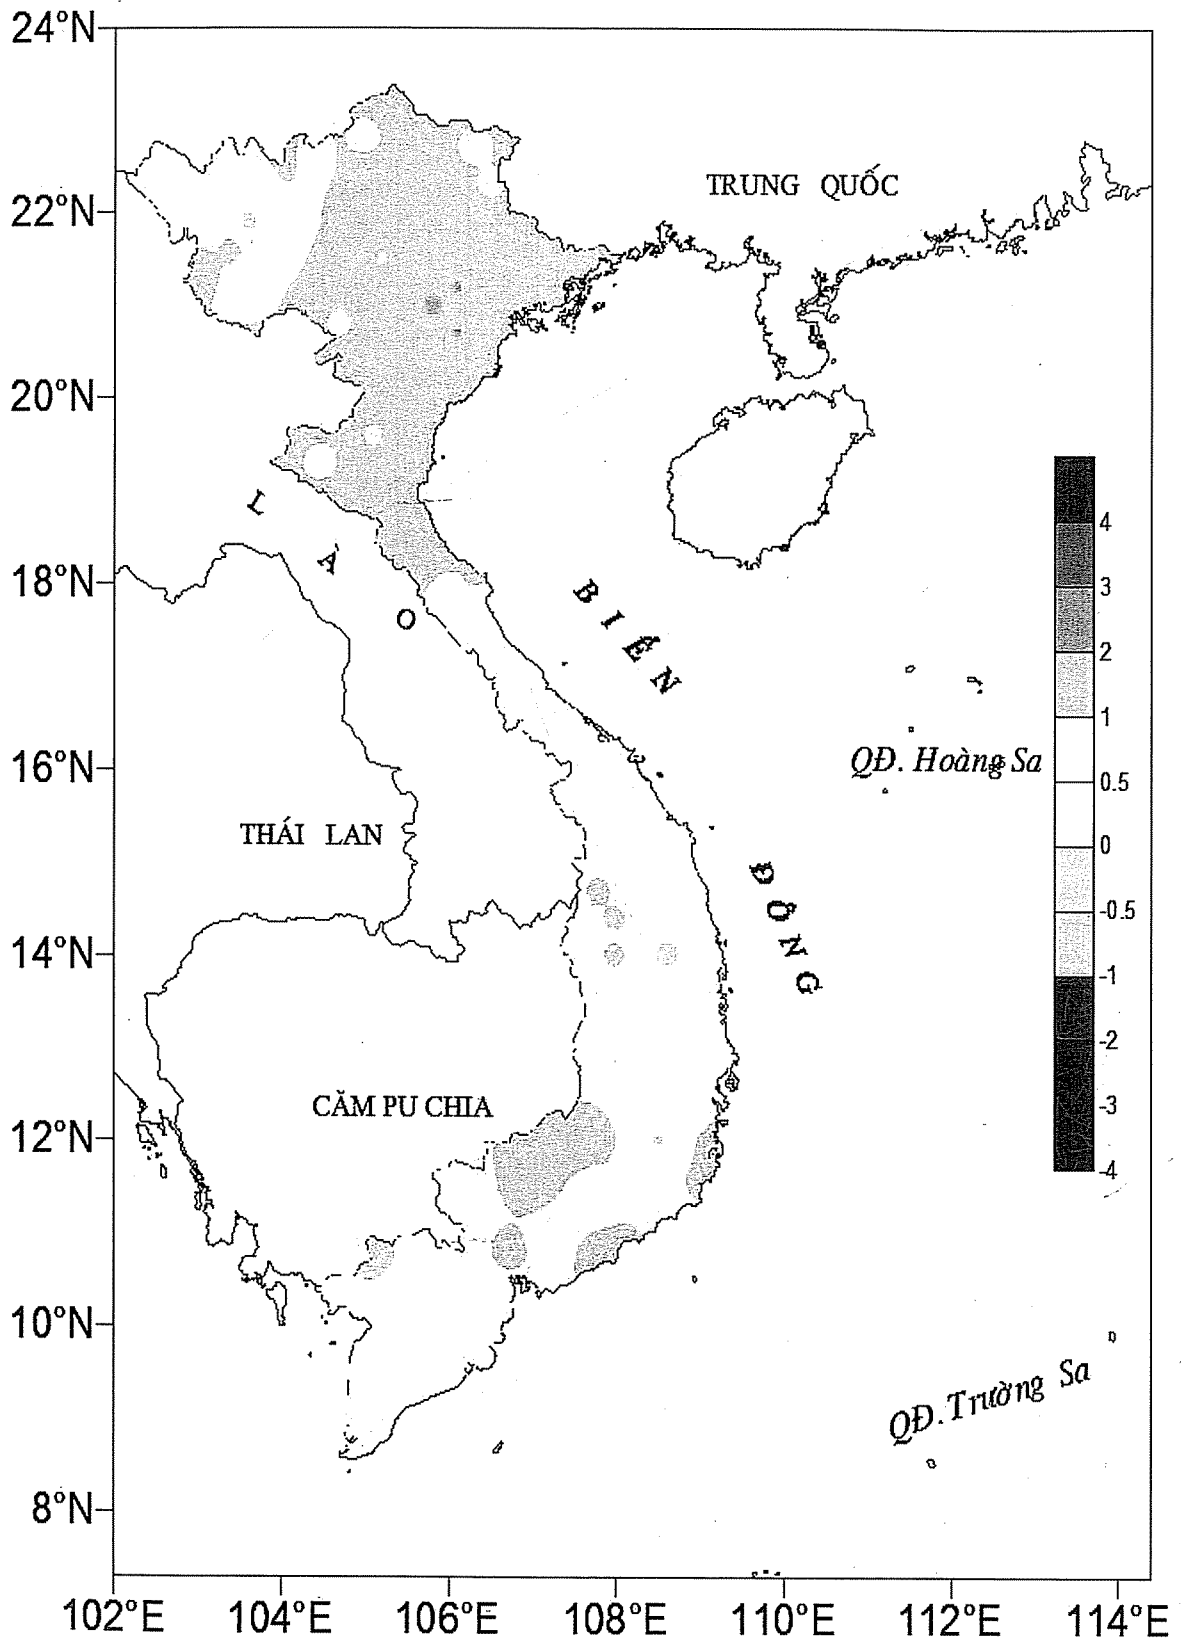 24°N
22°N
20°N
18°N
16°N
14°N
12°N
10°N
8°N
TRUNG QUỐC
L
À
O
BIỂN
ĐÔNG
QĐ. Hoàng Sa
THÁI LAN
CĂM PU CHIA
QĐ. Trường Sa
4
3
2
1
0.5
0
-0.5
-1
-2
-3
-4
102°E 104°E 106°E 108°E 110°E 112°E 114°E